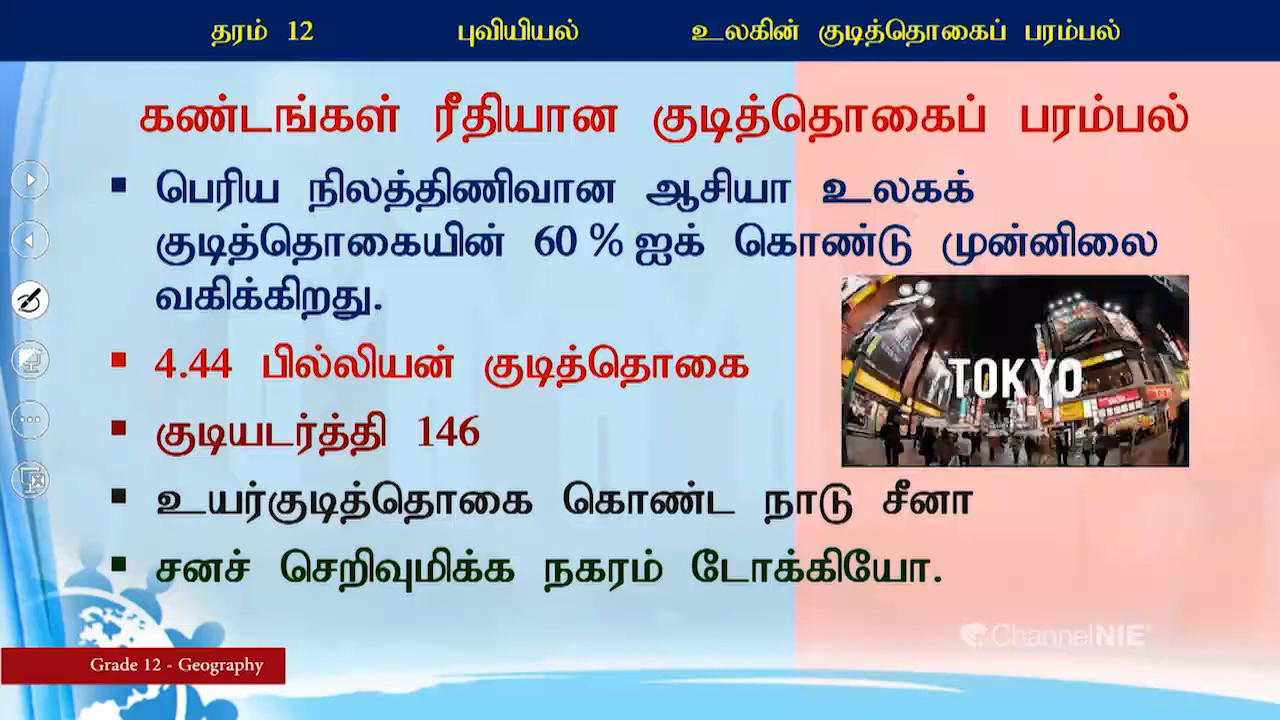 தரம் 12 புவியியல் உலகின் குடித்தொகைப் பரம்பல்
கண்டங்கள் ரீதியான குடித்தொகைப் பரம்பல்
▪ பெரிய நிலத்திணிவான ஆசியா உலகக்
குடித்தொகையின் 60 % ஐக் கொண்டு முன்னிலை
வகிக்கிறது.
▪ 4.44 பில்லியன் குடித்தொகை
▪ குடியடர்த்தி 146
▪ உயர்குடித்தொகை கொண்ட நாடு சீனா
▪ சனச் செறிவுமிக்க நகரம் டோக்கியோ.
TOKYO
ChannelNIE
Grade 12 - Geography